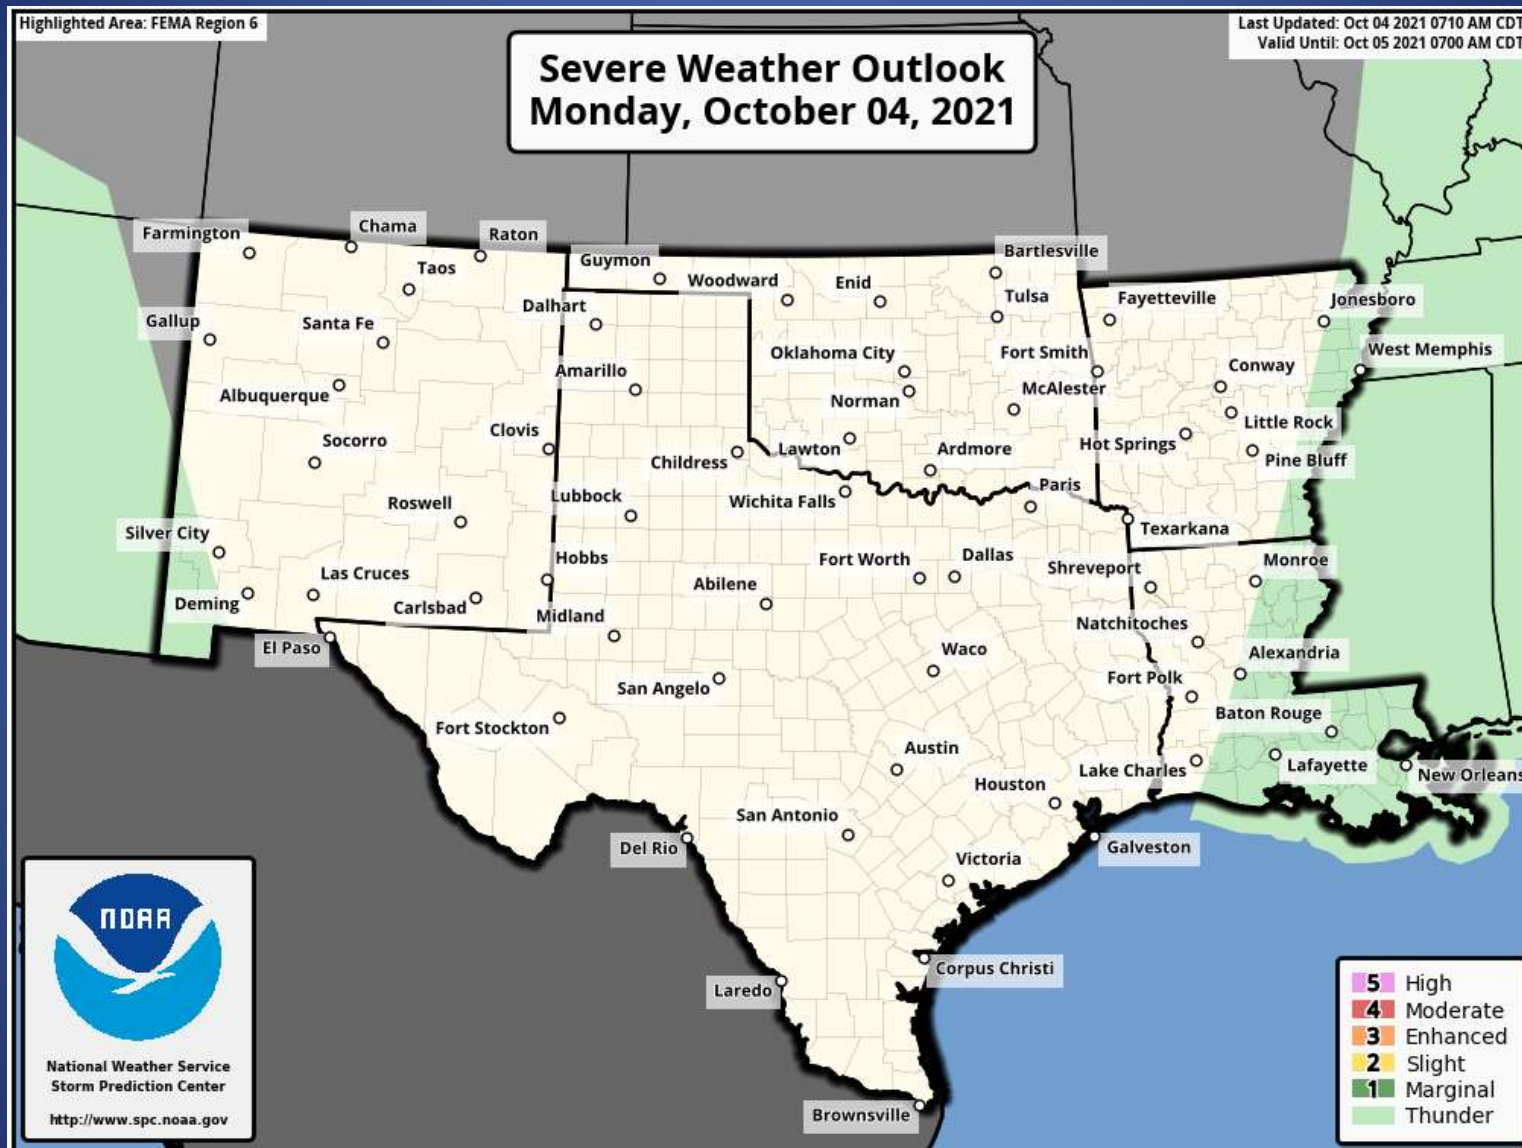 Highlighted Area: FEMA Region 6
Last Updated: Oct 04 2021 0710 AM CDT
Valid Until: Oct 05 2021 0700 AM CDT
Severe Weather Outlook
Monday, October 04, 2021
Farmington
Chama
Raton
Taos
Guymon
Woodward
Enid
Bartlesville
Tulsa
Fayetteville
Jonesboro
Gallup
Santa Fe
Dalhart
Oklahoma City
Fort Smith
West Memphis
Albuquerque
Amarillo
Norman
McAlester
Conway
Little Rock
Socorro
Clovis
Childress
Lawton
Ardmore
Hot Springs
Pine Bluff
Roswell
Lubbock
Wichita Falls
Paris
Texarkana
Silver City
Las Cruces
Hobbs
Abilene
Fort Worth
Dallas
Shreveport
Monroe
Deming
Carlsbad
Midland
Natchitoches
El Paso
San Angelo
Waco
Fort Polk
Alexandria
Fort Stockton
Baton Rouge
Austin
Houston
Lake Charles
Lafayette
New Orleans
San Antonio
Del Rio
Victoria
Galveston
Laredo
Corpus Christi
Brownsville
NOAA
National Weather Service
Storm Prediction Center
http://www.spc.noaa.gov
5 High
4 Moderate
3 Enhanced
2 Slight
1 Marginal
Thunder